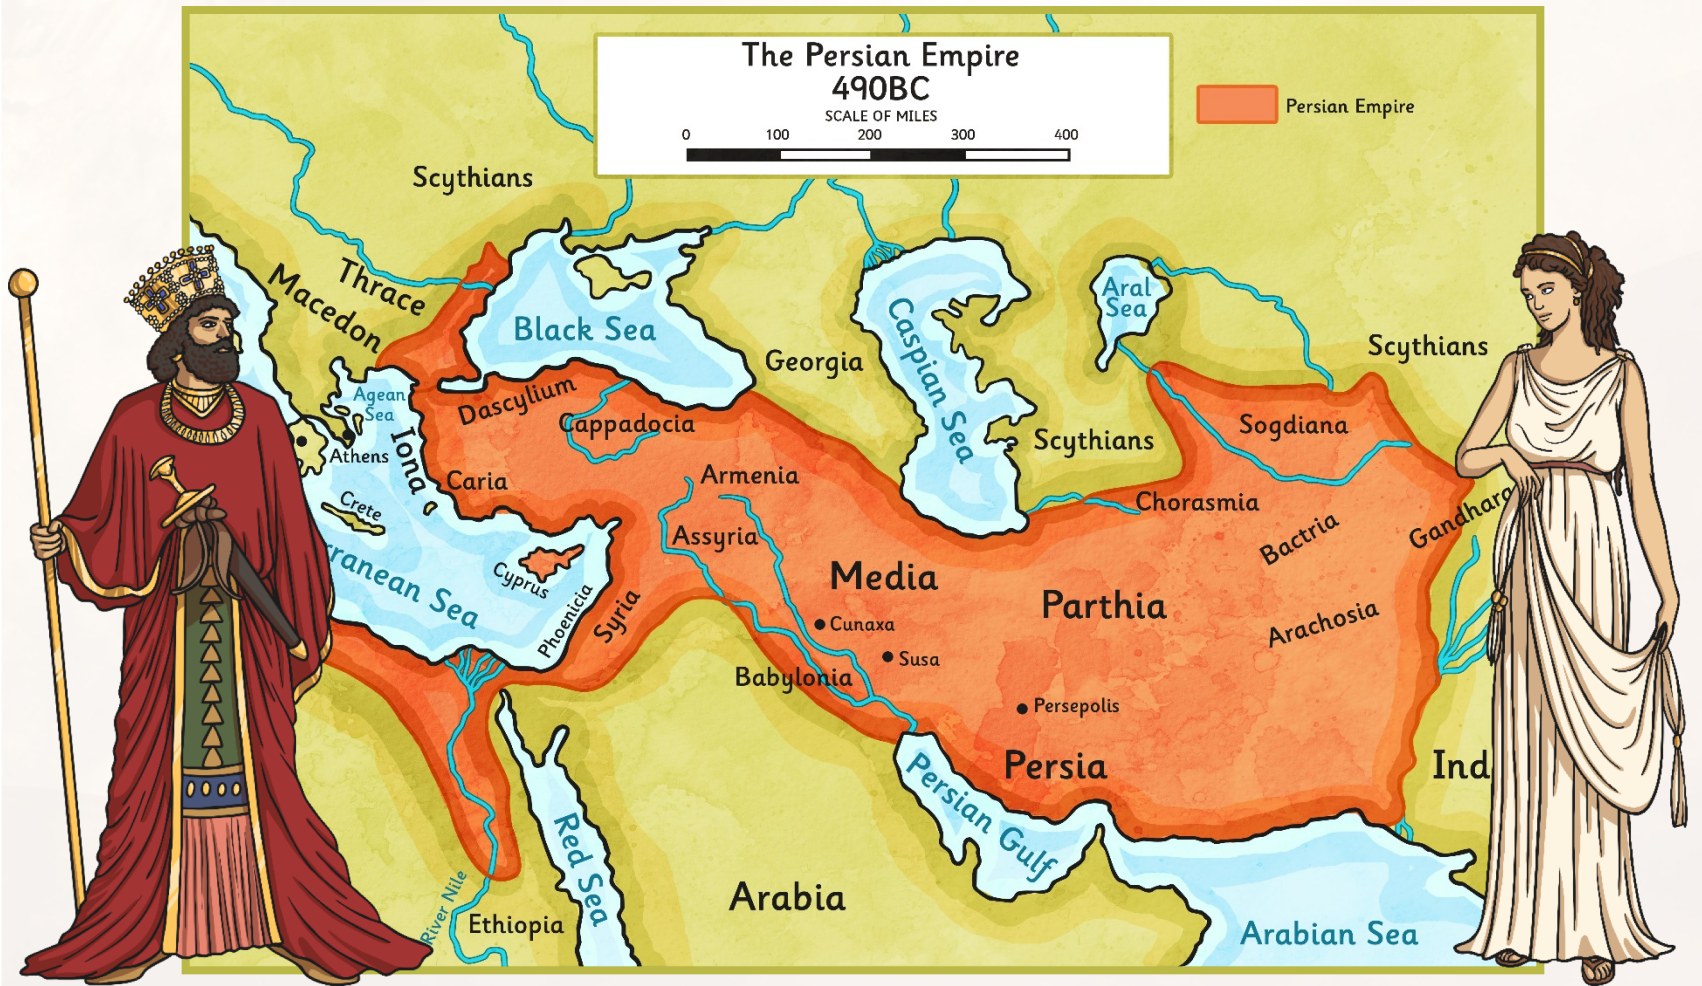 The Persian Empire
490BC
SCALE OF MILES
0 100 200 300 400
Persian Empire
Scythians
Thrace
Macedon
Black Sea
Georgia
Caspian Sea
Aral
Sea
Scythians
Agean
Sea
Dascylium
Cappadocia
Scythians
Sogdiana
Athens
Iona
Caria
Armenia
Chorasmia
Gandhara
Crete
Assyria
Bactria
rranean Sea
Cyprus
Phoenicia
Syria
Media
Parthia
Arachosia
Cunaxa
Susa
Babylonia
Persepolis
Persia
Ind
Persian Gulf
Red Sea
River Nile
Ethiopia
Arabia
Arabian Sea